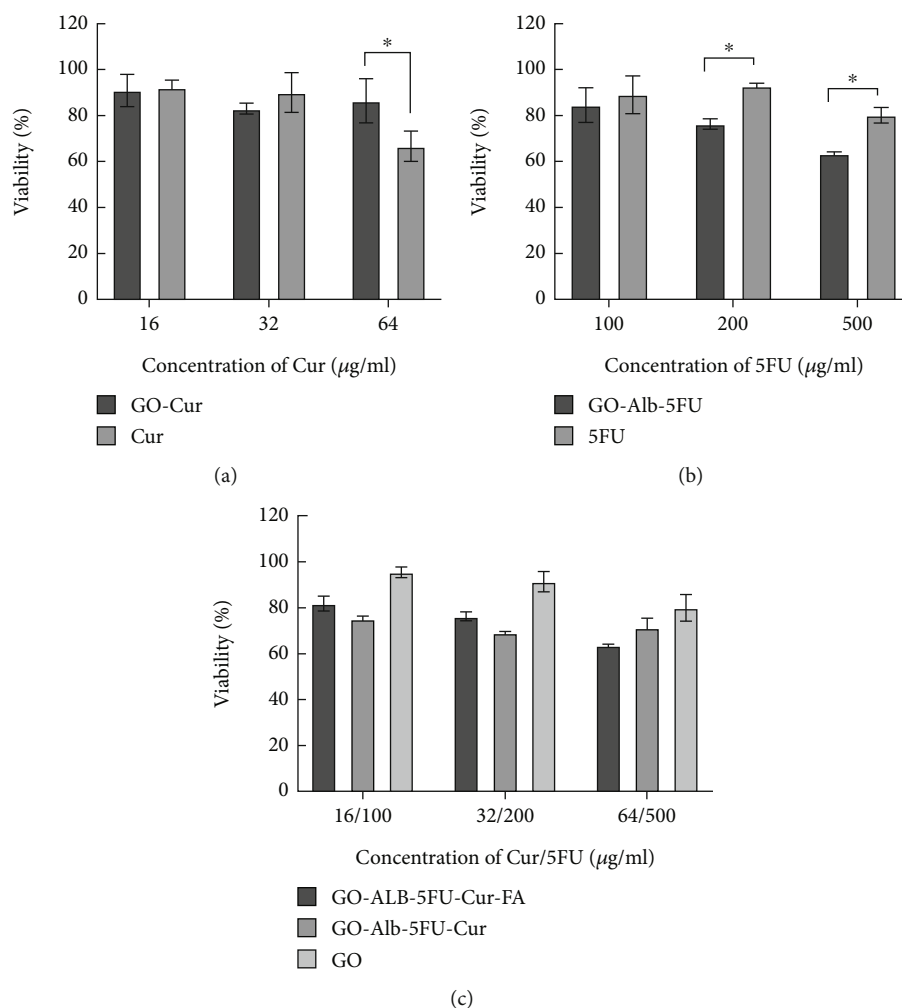 120
100
80
60
40
20
0
Viability (%)
*
16
32
64
Concentration of Cur (μg/ml)
GO-Cur
Cur
(a)
120
100
80
60
40
20
0
Viability (%)
*
*
100
200
500
Concentration of 5FU (μg/ml)
GO-Alb-5FU
5FU
(b)
120
100
80
60
40
20
0
Viability (%)
16/100
32/200
64/500
Concentration of Cur/5FU (μg/ml)
GO-ALB-5FU-Cur-FA
GO-Alb-5FU-Cur
GO
(c)